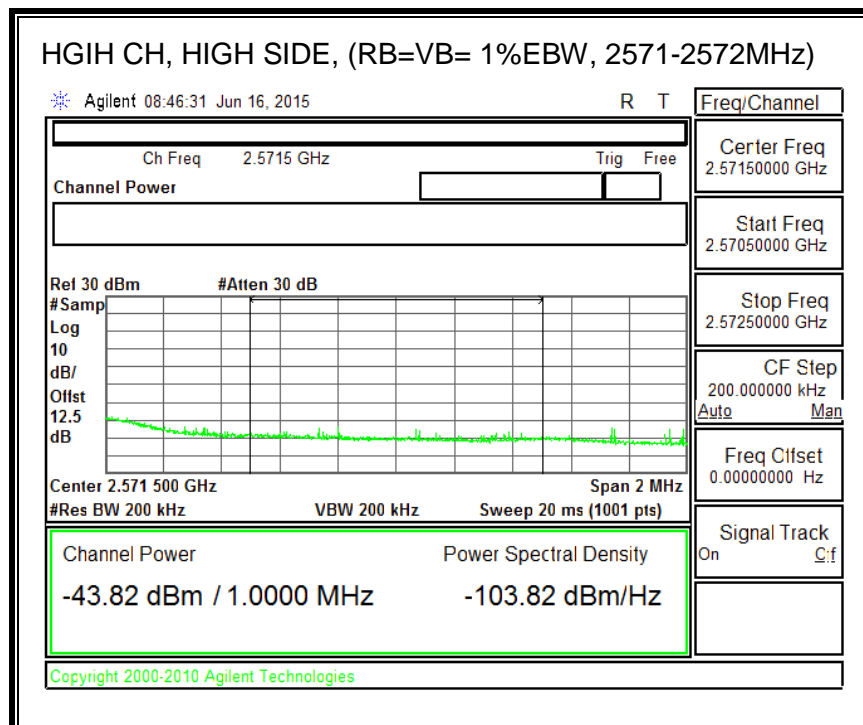 HGIH CH, HIGH SIDE, (RB=VB= 1%EBW, 2571-2572MHz)
Agilent 08:46:31 Jun 16, 2015 R T
Ch Freq 2.5715 GHz Trig Free
Channel Power
Ref 30 dBm #Atten 30 dB
#Samp
Log
10
dB/
Offst
12.5
dB
Center 2.571 500 GHz Span 2 MHz
#Res BW 200 kHz VBW 200 kHz Sweep 20 ms (1001 pts)
Channel Power Power Spectral Density
-43.82 dBm / 1.0000 MHz -103.82 dBm/Hz
Copyright 2000-2010 Agilent Technologies
Freq/Channel
Center Freq
2.57150000 GHz
Start Freq
2.57050000 GHz
Stop Freq
2.57250000 GHz
CF Step
200.000000 kHz
Auto Man
Freq Offset
0.00000000 Hz
Signal Track
On Off